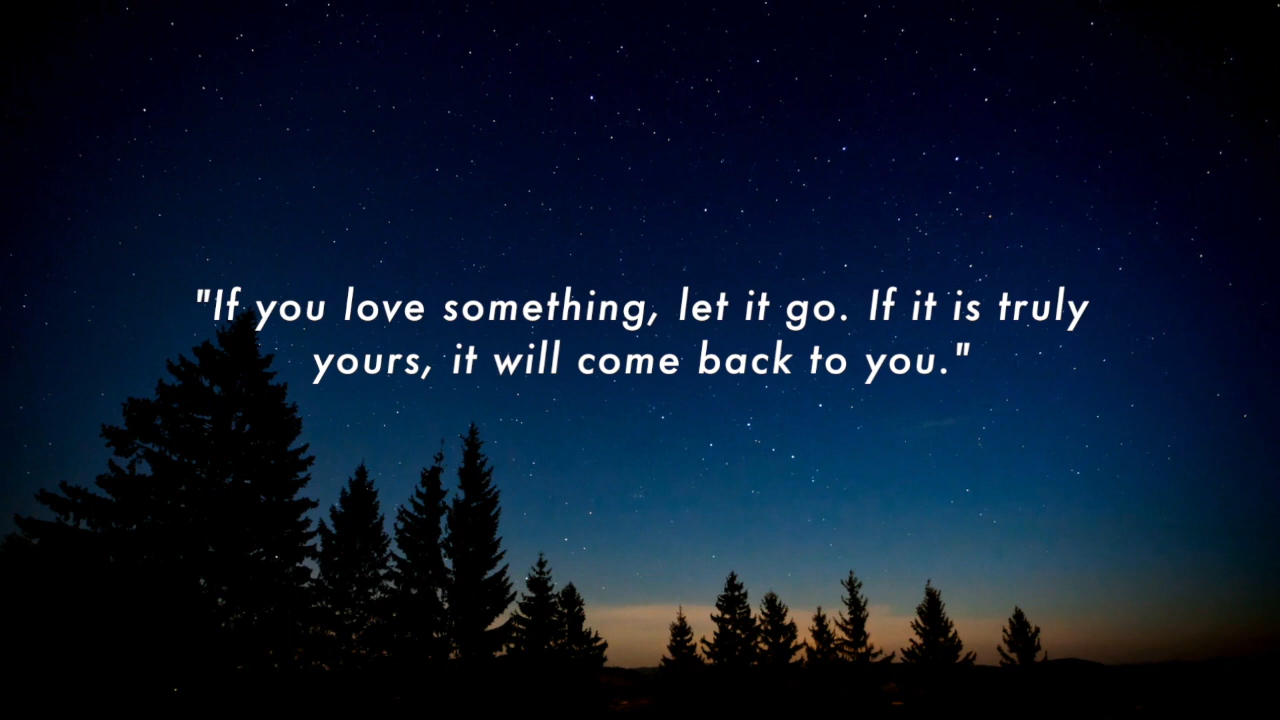 "If you love something, let it go. If it is truly
yours, it will come back to you."